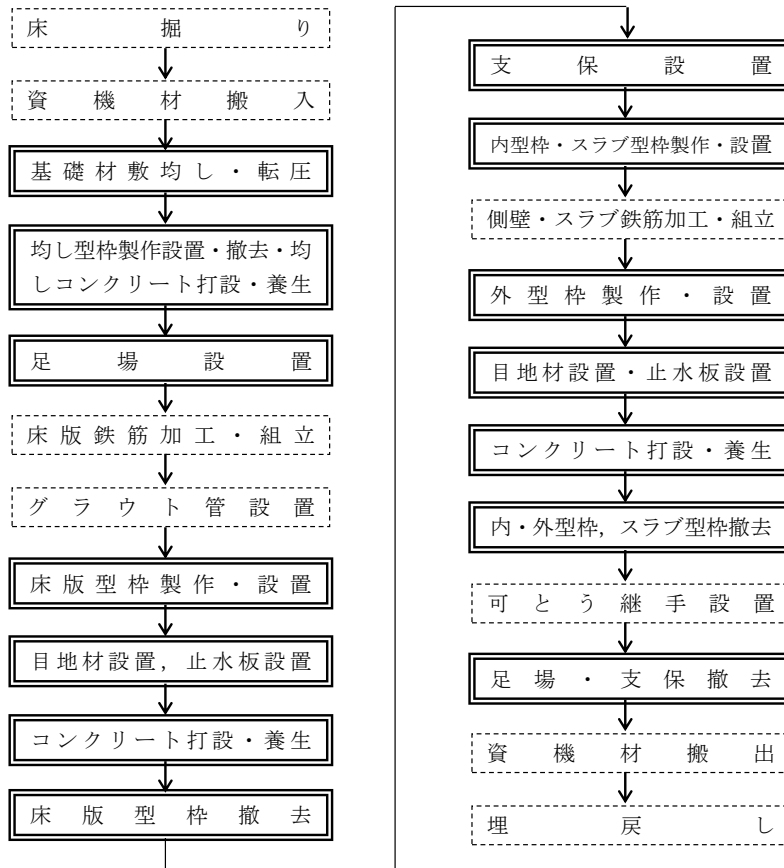 床掘り
資機材搬入
基礎材敷均し・転圧
均し型枠製作設置・撤去・均
しコンクリート打設・養生
足場設置
床版鉄筋加工・組立
グラウト管設置
床版型枠製作・設置
目地材設置，止水板設置
コンクリート打設・養生
床版型枠撤去
支保設置
内型枠・スラブ型枠製作・設置
側壁・スラブ鉄筋加工・組立
外型枠製作・設置
目地材設置・止水板設置
コンクリート打設・養生
内・外型枠，スラブ型枠撤去
可とう継手設置
足場・支保撤去
資機材搬出
埋戻し